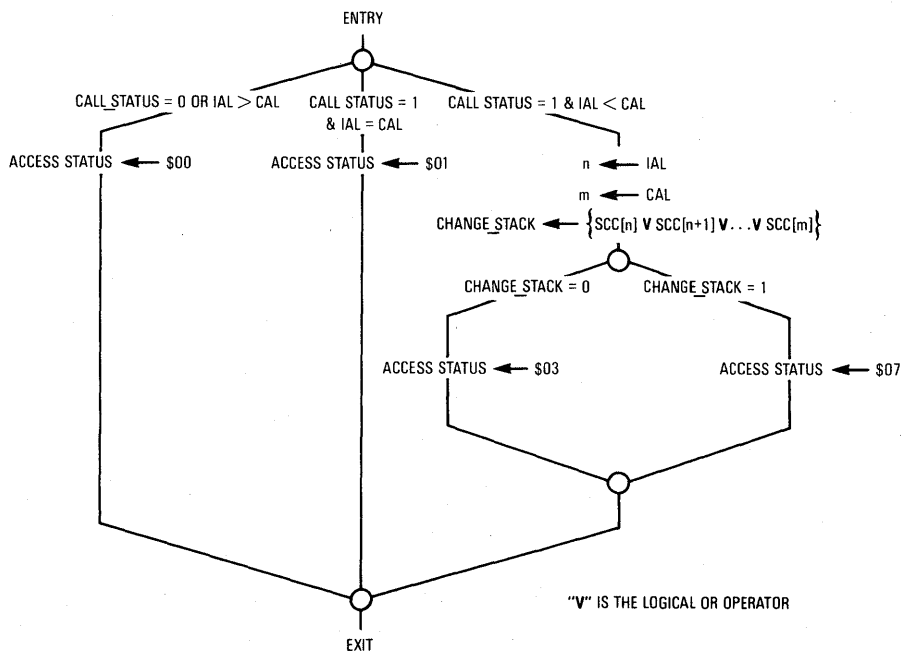 ENTRY
CALL_STATUS = 0 OR IAL > CAL
CALL STATUS = 1
& IAL = CAL
CALL STATUS = 1 & IAL < CAL
ACCESS STATUS ← $00
ACCESS STATUS ← $01
n ← IAL
m ← CAL
CHANGE_STACK ← {SCC[n] V SCC[n+1] V...V SCC[m]}
CHANGE_STACK = 0
CHANGE_STACK = 1
ACCESS STATUS ← $03
ACCESS STATUS ← $07
"V" IS THE LOGICAL OR OPERATOR
EXIT